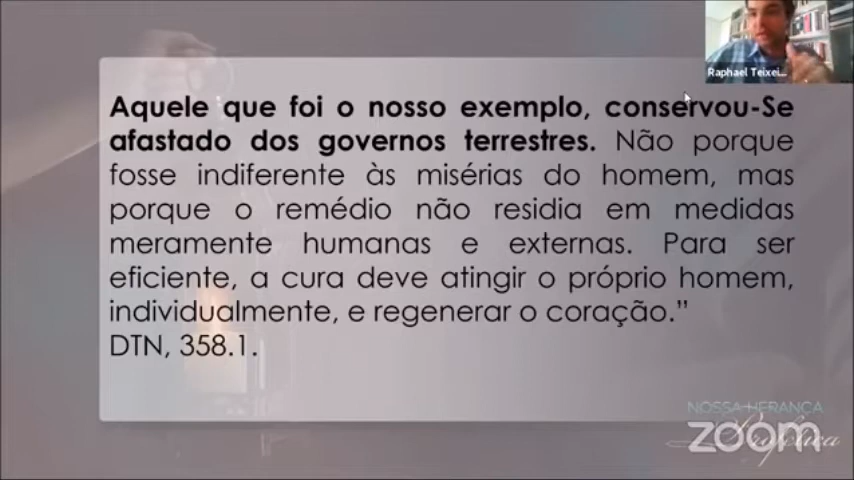 Raphael Teixei...
Aquele que foi o nosso exemplo, conservou-Se
afastado dos governos terrestres. Não porque
fosse indiferente às misérias do homem, mas
porque o remédio não residia em medidas
meramente humanas e externas. Para ser
eficiente, a cura deve atingir o próprio homem,
individualmente, e regenerar o coração.”
DTN, 358.1.
NOSSA HERANÇA
Profética
zoom